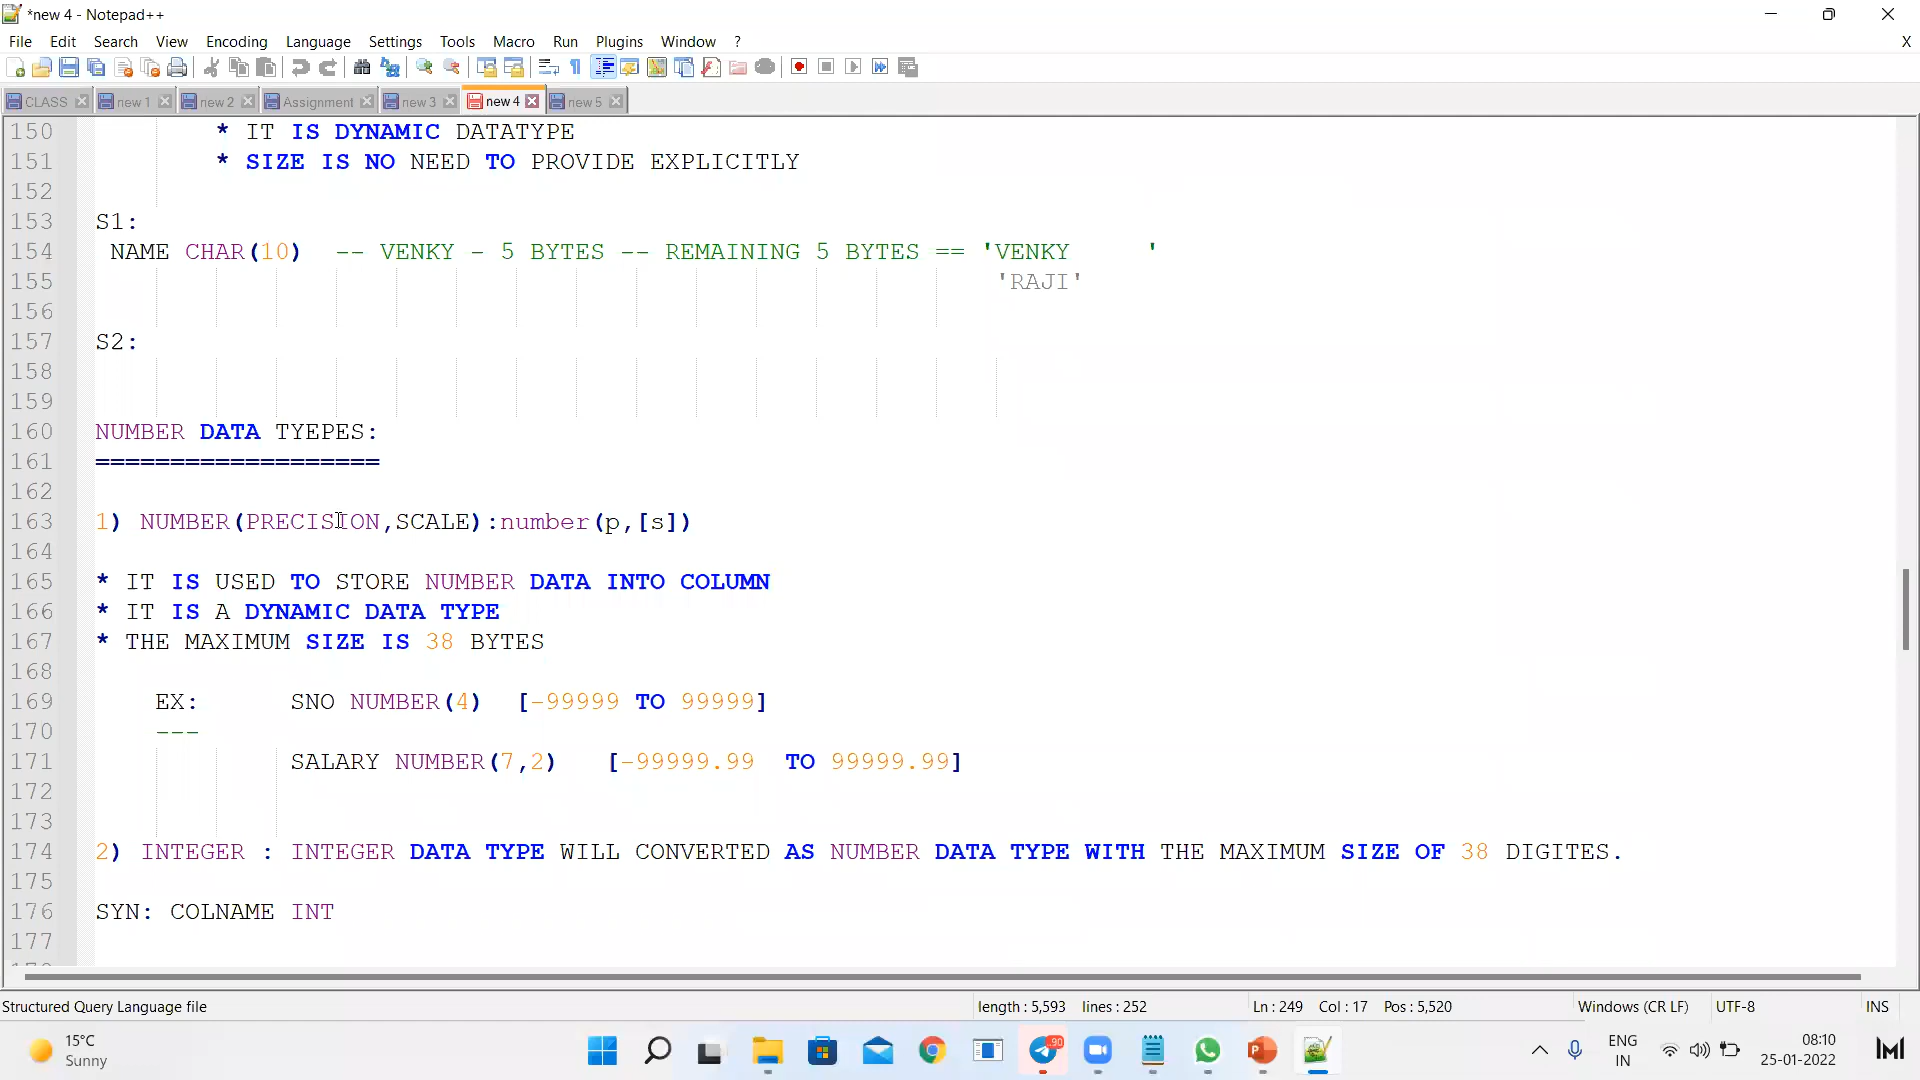 *new 4 - Notepad++
File Edit Search View Encoding Language Settings Tools Macro Run Plugins Window ? X
CLASS new 1 new 2 Assignment new 3 new 4 new 5
150 * IT IS DYNAMIC DATATYPE
151 * SIZE IS NO NEED TO PROVIDE EXPLICITLY
152
153 S1:
154 NAME CHAR(10) -- VENKY - 5 BYTES -- REMAINING 5 BYTES == 'VENKY '
155 'RAJI'
156
157 S2:
158
159
160 NUMBER DATA TYEPES:
161 ===================
162
163 1) NUMBER(PRECISION,SCALE):number(p,[s])
164
165 * IT IS USED TO STORE NUMBER DATA INTO COLUMN
166 * IT IS A DYNAMIC DATA TYPE
167 * THE MAXIMUM SIZE IS 38 BYTES
168
169 EX: SNO NUMBER(4) [-99999 TO 99999]
170 ---
171 SALARY NUMBER(7,2) [-99999.99 TO 99999.99]
172
173
174 2) INTEGER : INTEGER DATA TYPE WILL CONVERTED AS NUMBER DATA TYPE WITH THE MAXIMUM SIZE OF 38 DIGITES.
175
176 SYN: COLNAME INT
177
Structured Query Language file length : 5,593 lines : 252 Ln : 249 Col : 17 Pos : 5,520 Windows (CR LF) UTF-8 INS
15°C
Sunny
90
ENG
IN
08:10
25-01-2022